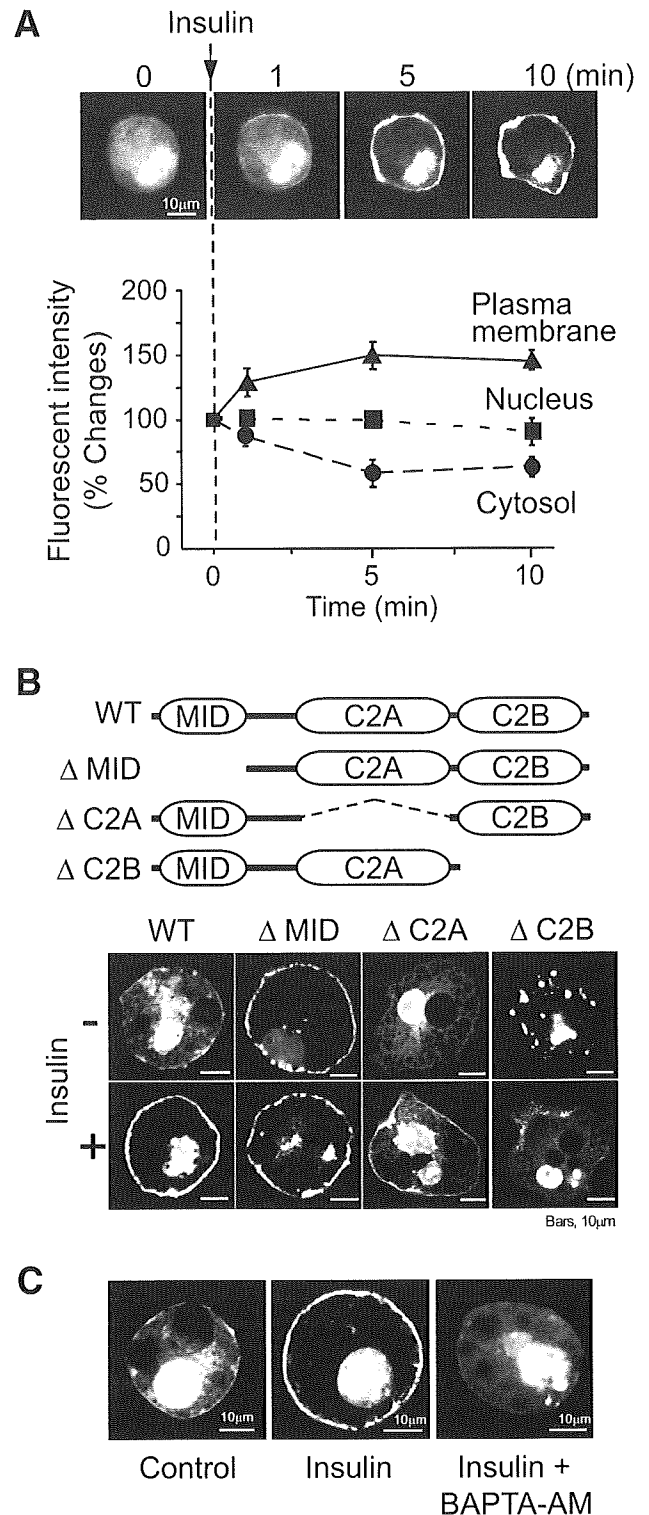 A
Insulin
0 1 5 10 (min)
10μm
Fluorescent intensity
(% Changes)
200
150
100
50
0
Plasma
membrane
Nucleus
Cytosol
0 5 10
Time (min)
B
WT MID C2A C2B
Δ MID C2A C2B
Δ C2A MID C2B
Δ C2B MID C2A
WT Δ MID Δ C2A Δ C2B
Insulin
-
+
Bars, 10μm
C
10μm 10μm 10μm
Control Insulin Insulin +
BAPTA-AM